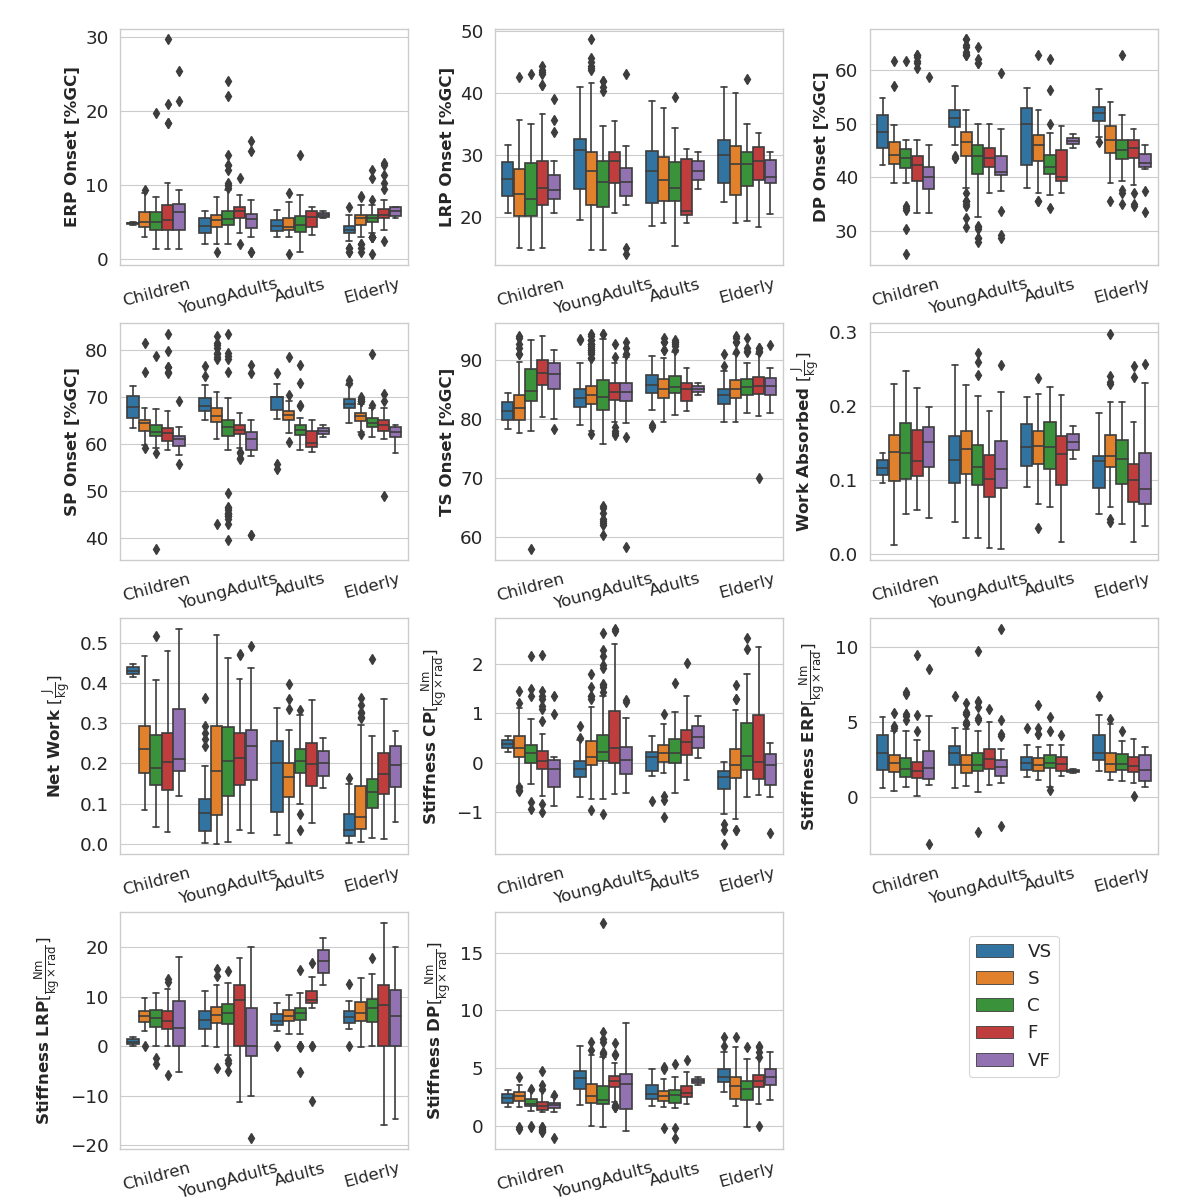 ERP Onset [%GC]
30
20
10
0
Children
YoungAdults
Adults
Elderly
LRP Onset [%GC]
50
40
30
20
Children
YoungAdults
Adults
Elderly
DP Onset [%GC]
60
50
40
30
Children
YoungAdults
Adults
Elderly
SP Onset [%GC]
80
70
60
50
40
Children
YoungAdults
Adults
Elderly
TS Onset [%GC]
90
80
70
60
Children
YoungAdults
Adults
Elderly
Work Absorbed [J/kg]
0.3
0.2
0.1
0.0
Children
YoungAdults
Adults
Elderly
Net Work [J/kg]
0.5
0.4
0.3
0.2
0.1
0.0
Children
YoungAdults
Adults
Elderly
Stiffness CP[Nm/kg × rad]
2
1
0
−1
Children
YoungAdults
Adults
Elderly
Stiffness ERP[Nm/kg × rad]
10
5
0
Children
YoungAdults
Adults
Elderly
Stiffness LRP[Nm/kg × rad]
20
10
0
−10
−20
Children
YoungAdults
Adults
Elderly
Stiffness DP[Nm/kg × rad]
15
10
5
0
Children
YoungAdults
Adults
Elderly
VS
S
C
F
VF